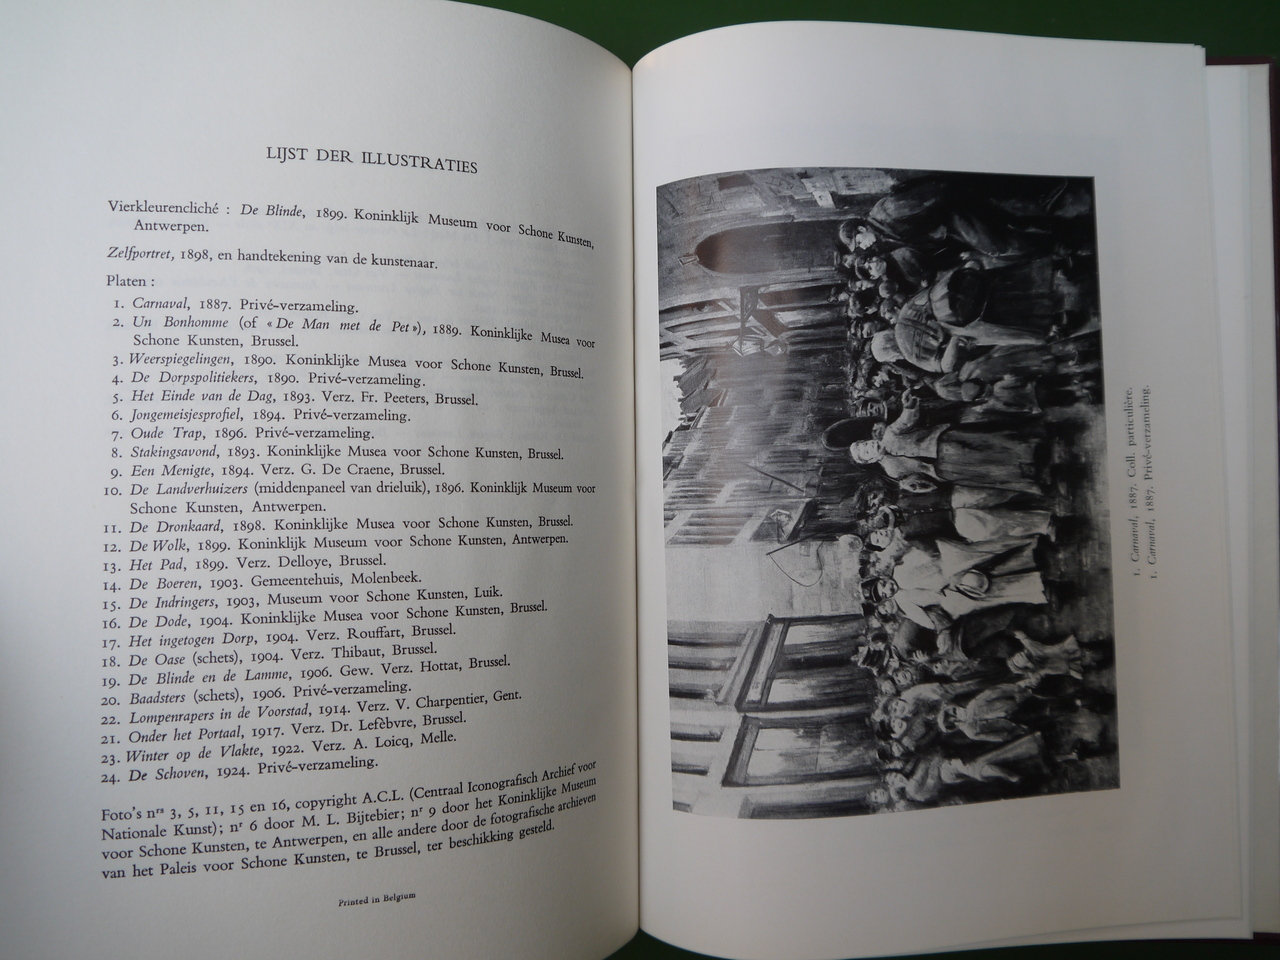 LIJST DER ILLUSTRATIES
Vierkleurencliché : De Blinde, 1899. Koninklijk Museum voor Schone Kunsten,
Antwerpen.
Zelfportret, 1898, en handtekening van de kunstenaar.
Platen :
1. Carnaval, 1887. Privé-verzameling.
2. Un Bonhomme (of « De Man met de Pet »), 1889. Koninklijke Musea voor
Schone Kunsten, Brussel.
3. Weerspiegelingen, 1890. Koninklijke Musea voor Schone Kunsten, Brussel.
4. De Dorpspolitiekers, 1890. Privé-verzameling.
5. Het Einde van de Dag, 1893. Verz. Fr. Peeters, Brussel.
6. Jongemeisjesprofiel, 1894. Privé-verzameling.
7. Oude Trap, 1896. Privé-verzameling.
8. Stakingsavond, 1893. Koninklijke Musea voor Schone Kunsten, Brussel.
9. Een Menigte, 1894. Verz. G. De Craene, Brussel.
10. De Landverhuizers (middenpaneel van drieluik), 1896. Koninklijk Museum voor
Schone Kunsten, Antwerpen.
11. De Dronkaard, 1898. Koninklijke Musea voor Schone Kunsten, Brussel.
12. De Wolk, 1899. Koninklijk Museum voor Schone Kunsten, Antwerpen.
13. Het Pad, 1899. Verz. Delloye, Brussel.
14. De Boeren, 1903. Gemeentehuis, Molenbeek.
15. De Indringers, 1903, Museum voor Schone Kunsten, Luik.
16. De Dode, 1904. Koninklijke Musea voor Schone Kunsten, Brussel.
17. Het ingetogen Dorp, 1904. Verz. Rouffart, Brussel.
18. De Oase (schets), 1904. Verz. Thibaut, Brussel.
19. De Blinde en de Lamme, 1906. Gew. Verz. Hottat, Brussel.
20. Baadsters (schets), 1906. Privé-verzameling.
22. Lompenrapers in de Voorstad, 1914. Verz. V. Charpentier, Gent.
21. Onder het Portaal, 1917. Verz. Dr. Lefèbvre, Brussel.
23. Winter op de Vlakte, 1922. Verz. A. Loicq, Melle.
24. De Schoven, 1924. Privé-verzameling.
Foto's nrs 3, 5, 11, 15 en 16, copyright A.C.L. (Centraal Iconografisch Archief voor
Nationale Kunst); nr 6 door M. L. Bijtebier; nr 9 door het Koninklijke Museum
voor Schone Kunsten, te Antwerpen, en alle andere door de fotografische archieven
van het Paleis voor Schone Kunsten, te Brussel, ter beschikking gesteld.
Printed in Belgium
1. Carnaval, 1887. Coll. particulière.
1. Carnaval, 1887. Privé-verzameling.